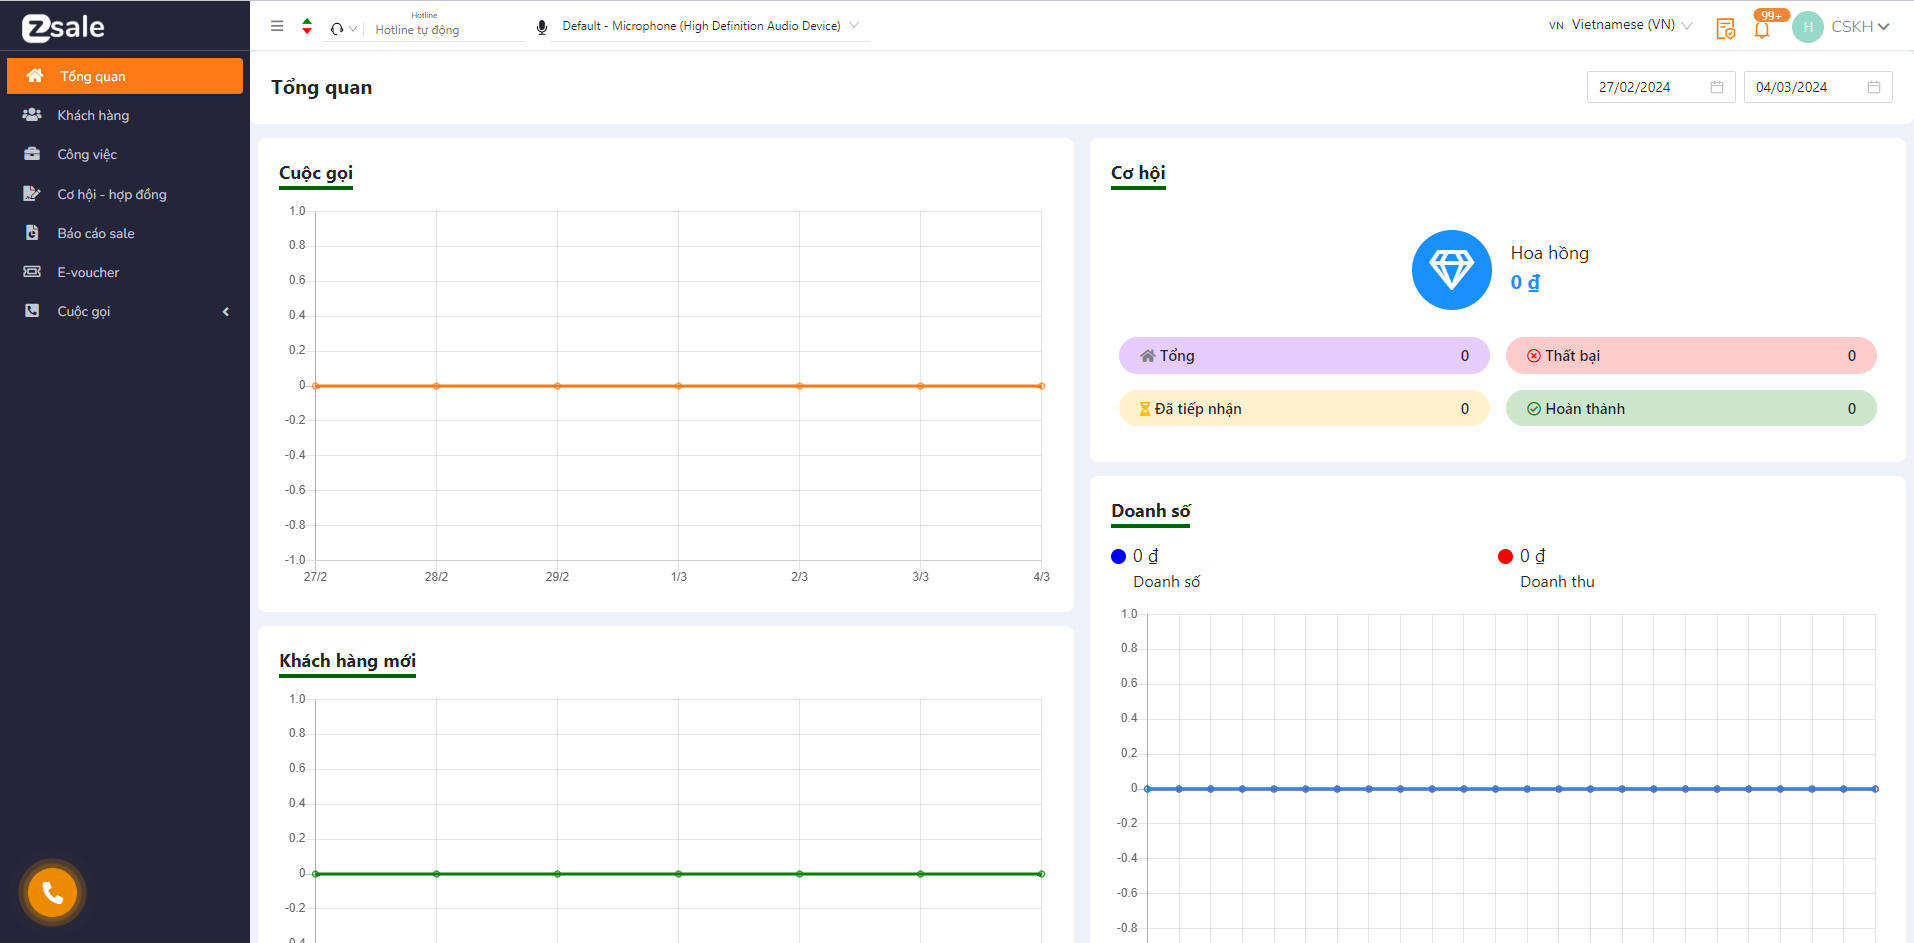 zsale
Hotline
Hotline tự động
Default - Microphone (High Definition Audio Device)
VN Vietnamese (VN)
99+
H
CSKH
Tổng quan
Khách hàng
Công việc
Cơ hội - hợp đồng
Báo cáo sale
E-voucher
Cuộc gọi
Tổng quan
27/02/2024
04/03/2024
Cuộc gọi
1.0
0.8
0.6
0.4
0.2
0
-0.2
-0.4
-0.6
-0.8
-1.0
27/2 28/2 29/2 1/3 2/3 3/3 4/3
Khách hàng mới
1.0
0.8
0.6
0.4
0.2
0
-0.2
-0.4
Cơ hội
Hoa hồng
0 ₫
Tổng 0
Thất bại 0
Đã tiếp nhận 0
Hoàn thành 0
Doanh số
0 ₫
Doanh số
0 ₫
Doanh thu
1.0
0.8
0.6
0.4
0.2
0
-0.2
-0.4
-0.6
-0.8